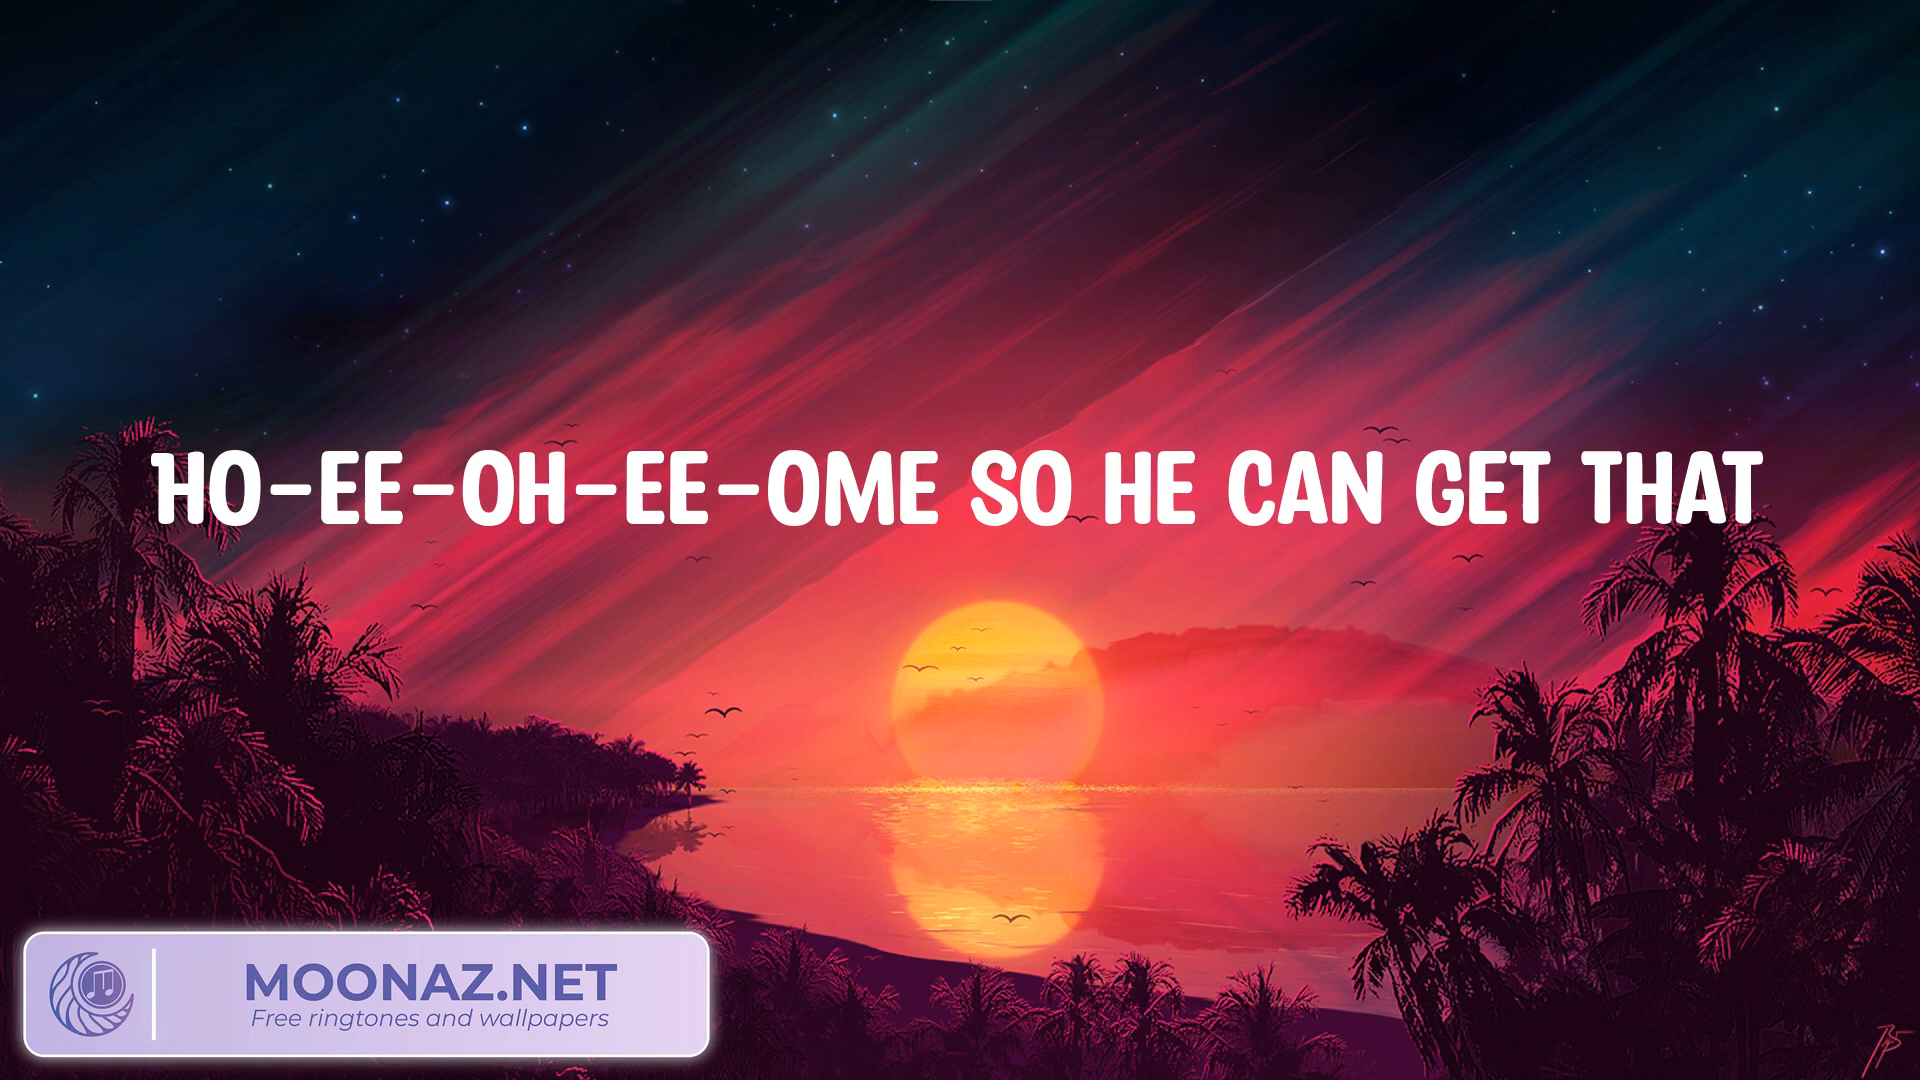 HO-EE-OH-EE-OME SO HE CAN GET THAT
MOONAZ.NET
Free ringtones and wallpapers